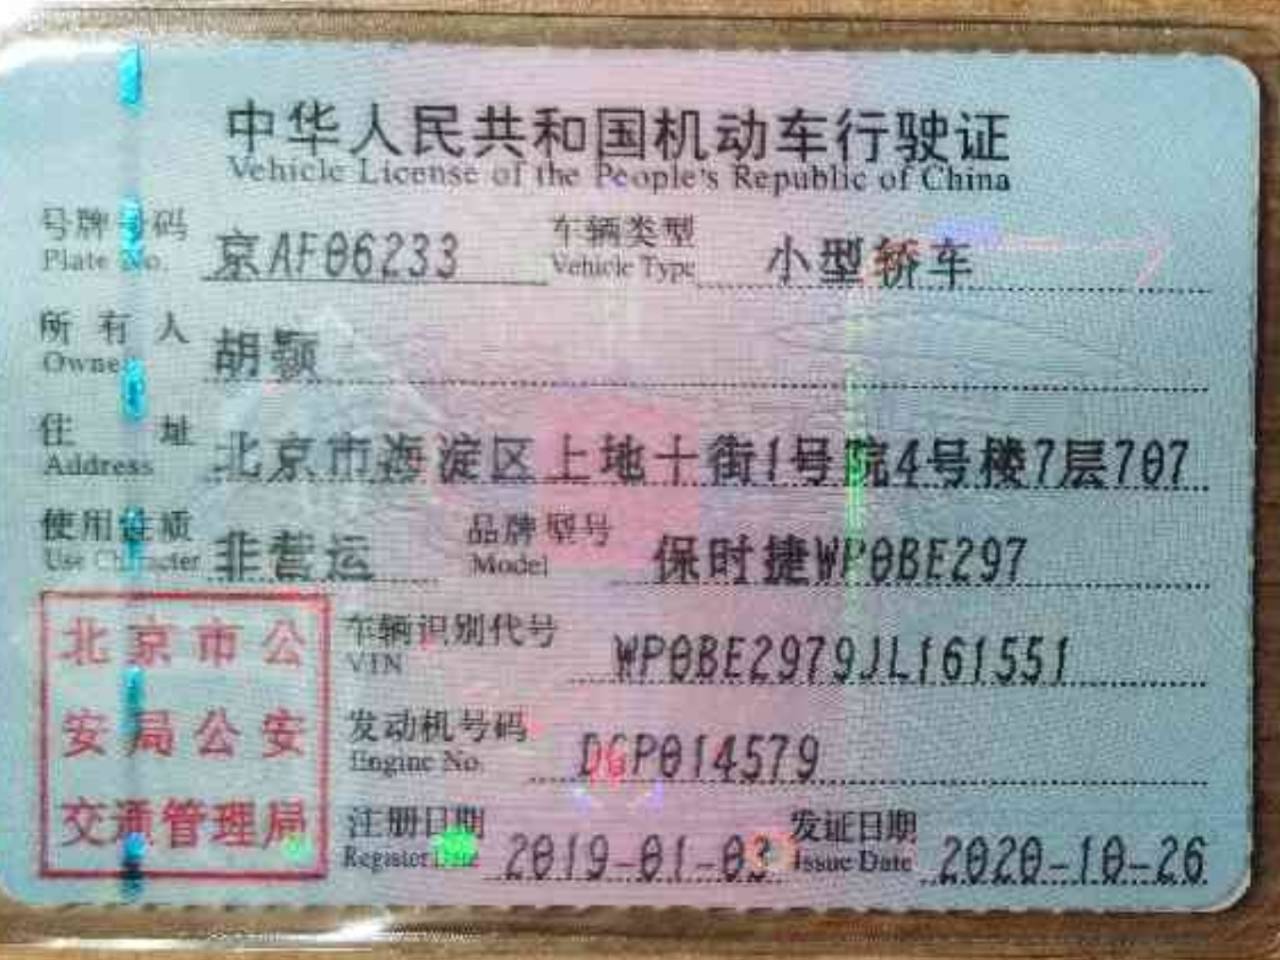 中华人民共和国机动车行驶证
Vehicle License of the People's Republic of China
号牌号码 京AF06233 车辆类型 小型轿车
Plate No. Vehicle Type
所有人 胡颖
Owner
住址 北京市海淀区上地十街1号院4号楼7层707
Address
使用性质 非营运 品牌型号 保时捷WP0BE297
Use Character Model
北京市公
安局公安
交通管理局
车辆识别代号 WP0BE2979JL161551
VIN
发动机号码 DGP014579
Engine No.
注册日期 2019-01-03 发证日期 2020-10-26
Register Date Issue Date